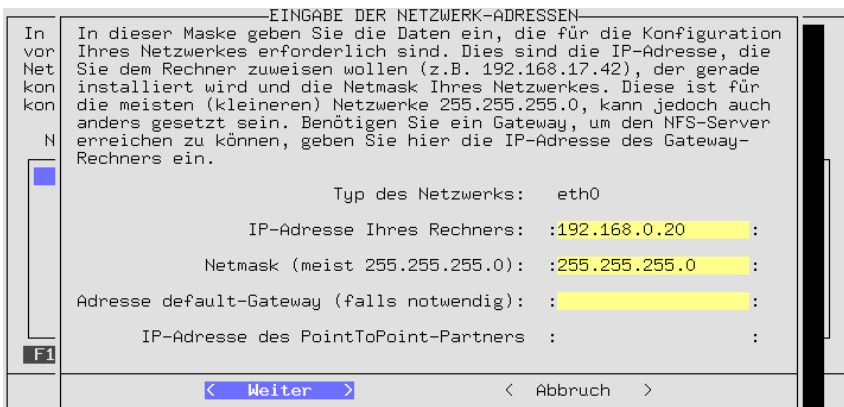 EINGABE DER NETZWERK-ADRESSEN
In dieser Maske geben Sie die Daten ein, die für die Konfiguration
Ihres Netzwerkes erforderlich sind. Dies sind die IP-Adresse, die
Sie dem Rechner zuweisen wollen (z.B. 192.168.17.42), der gerade
installiert wird und die Netmask Ihres Netzwerkes. Diese ist für
die meisten (kleineren) Netzwerke 255.255.255.0, kann jedoch auch
anders gesetzt sein. Benötigen Sie ein Gateway, um den NFS-Server
erreichen zu können, geben Sie hier die IP-Adresse des Gateway-
Rechners ein.
Typ des Netzwerks: eth0
IP-Adresse Ihres Rechners: :192.168.0.20 :
Netmask (meist 255.255.255.0): :255.255.255.0 :
Adresse default-Gateway (falls notwendig): : :
IP-Adresse des PointToPoint-Partners : :
< Weiter > < Abbruch >
In
vor
Net
kon
kon
N
F1